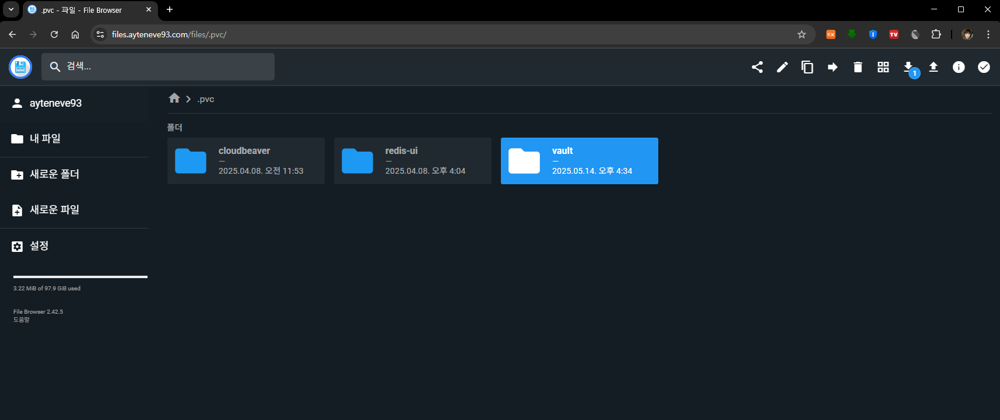 .pvc - 파일 - File Browser
files.ayteneve93.com/files/.pvc/
검색...
1
ayteneve93
.pvc
내 파일
폴더
cloudbeaver
—
2025.04.08. 오전 11:53
redis-ui
—
2025.04.08. 오후 4:04
vault
—
2025.05.14. 오후 4:34
새로운 폴더
새로운 파일
설정
3.22 MiB of 97.9 GiB used
File Browser 2.42.5
도움말